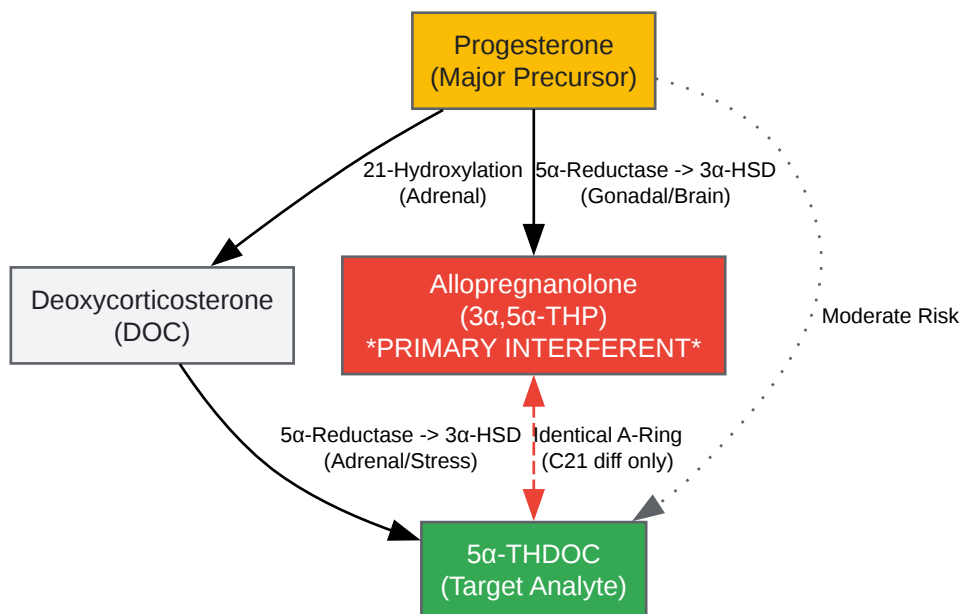 Progesterone
(Major Precursor)
21-Hydroxylation
(Adrenal)
5α-Reductase -> 3α-HSD
(Gonadal/Brain)
Deoxycorticosterone
(DOC)
Allopregnanolone
(3α,5α-THP)
*PRIMARY INTERFERENT*
Moderate Risk
5α-Reductase -> 3α-HSD
(Adrenal/Stress)
Identical A-Ring
(C21 diff only)
5α-THDOC
(Target Analyte)